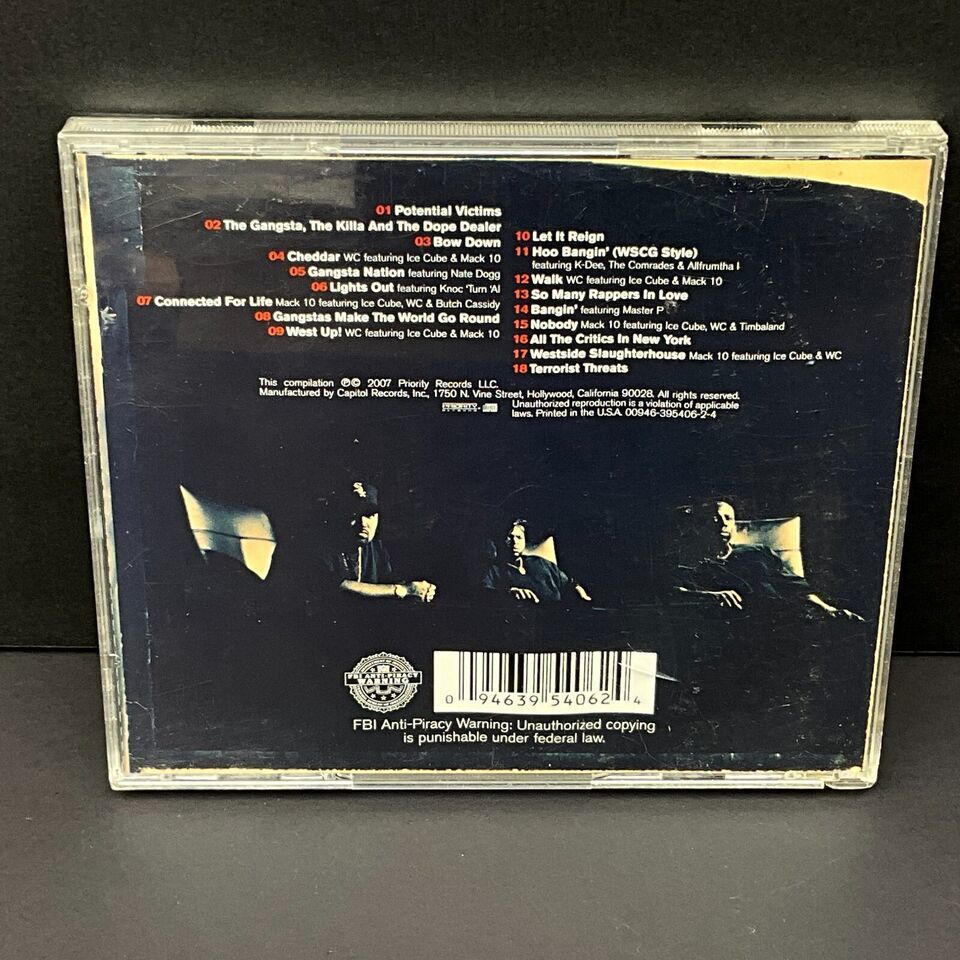 01 Potential Victims
02 The Gangsta, The Killa And The Dope Dealer
03 Bow Down
04 Cheddar WC featuring Ice Cube & Mack 10
05 Gangsta Nation featuring Nate Dogg
06 Lights Out featuring Knoc 'Turn 'Al
07 Connected For Life Mack 10 featuring Ice Cube, WC & Butch Cassidy
08 Gangstas Make The World Go Round
09 West Up! WC featuring Ice Cube & Mack 10
10 Let It Reign
11 Hoo Bangin' (WSCG Style)
featuring K-Dee, The Comrades & Allfrumtha I
12 Walk WC featuring Ice Cube & Mack 10
13 So Many Rappers In Love
14 Bangin' featuring Master P
15 Nobody Mack 10 featuring Ice Cube, WC & Timbaland
16 All The Critics In New York
17 Westside Slaughterhouse Mack 10 featuring Ice Cube & WC
18 Terrorist Threats
This compilation ℗© 2007 Priority Records LLC.
Manufactured by Capitol Records, Inc., 1750 N. Vine Street, Hollywood, California 90028. All rights reserved.
Unauthorized reproduction is a violation of applicable
laws. Printed in the U.S.A. 00946-395406-2-4
FBI ANTI-PIRACY
WARNING
0 94639 54062 4
FBI Anti-Piracy Warning: Unauthorized copying
is punishable under federal law.